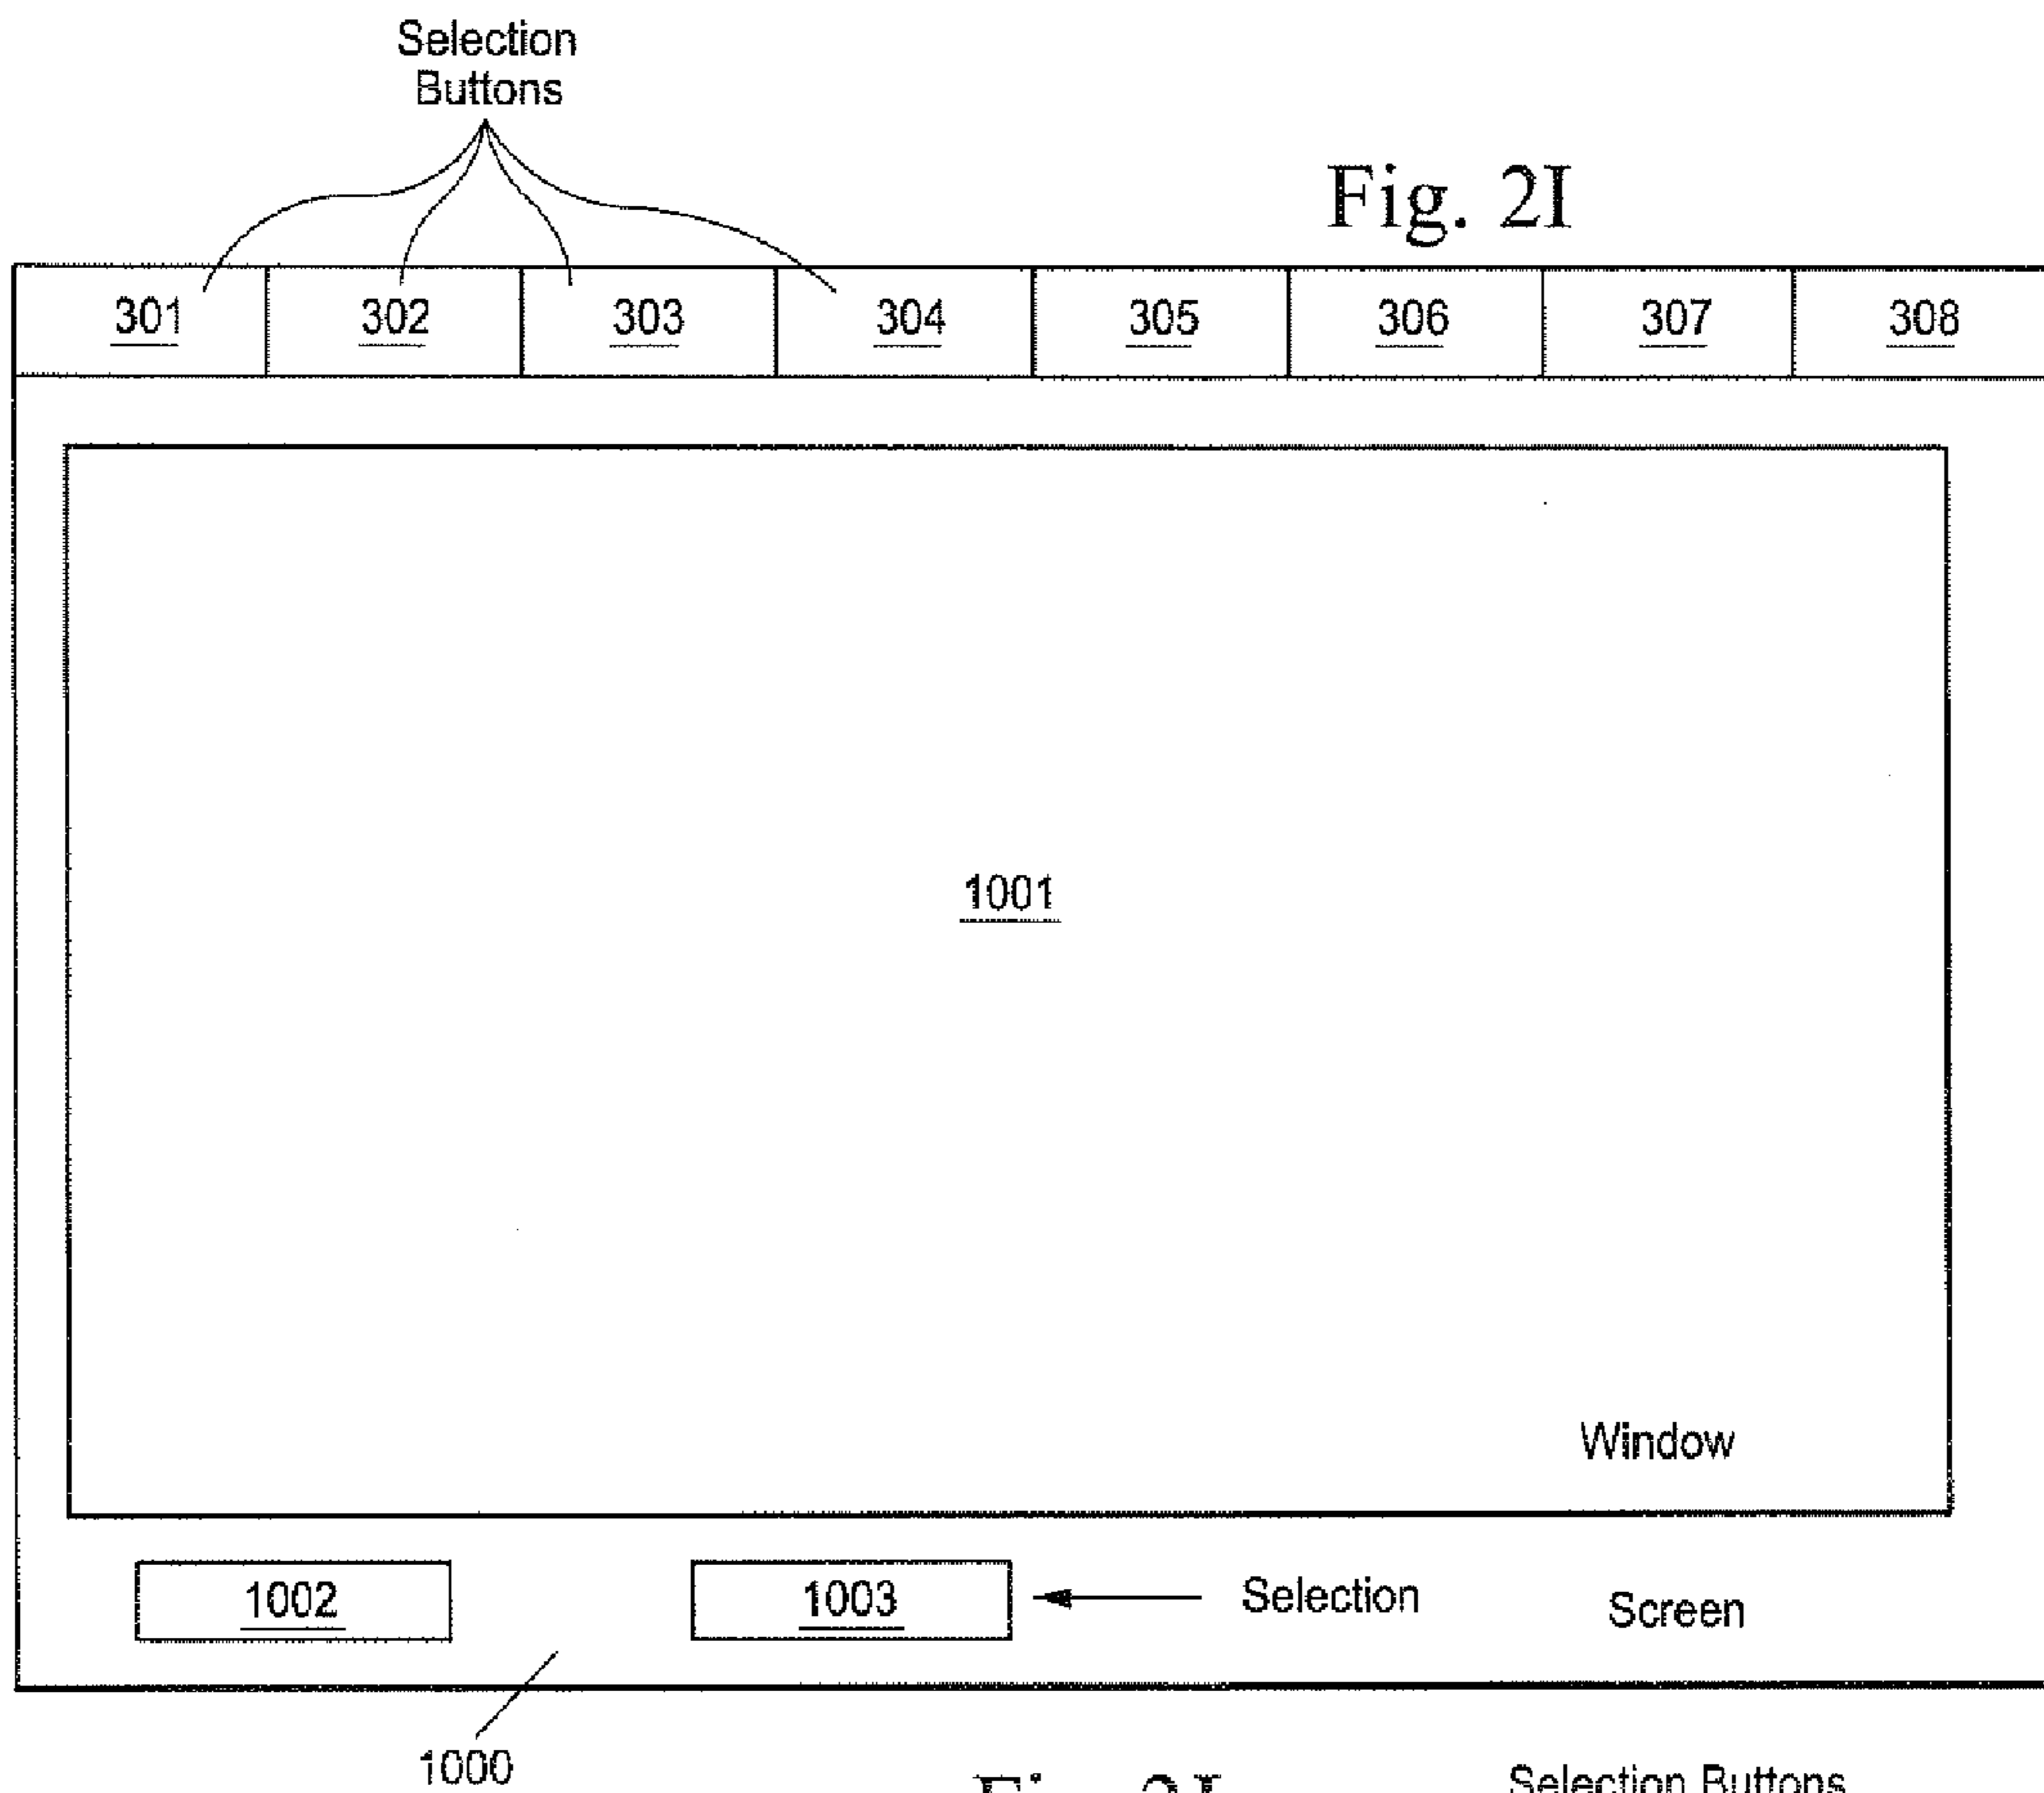 Selection
Buttons
Fig. 2I
301 302 303 304 305 306 307 308
1001
Window
1002 1003 Selection Screen
1000
Selection Buttons